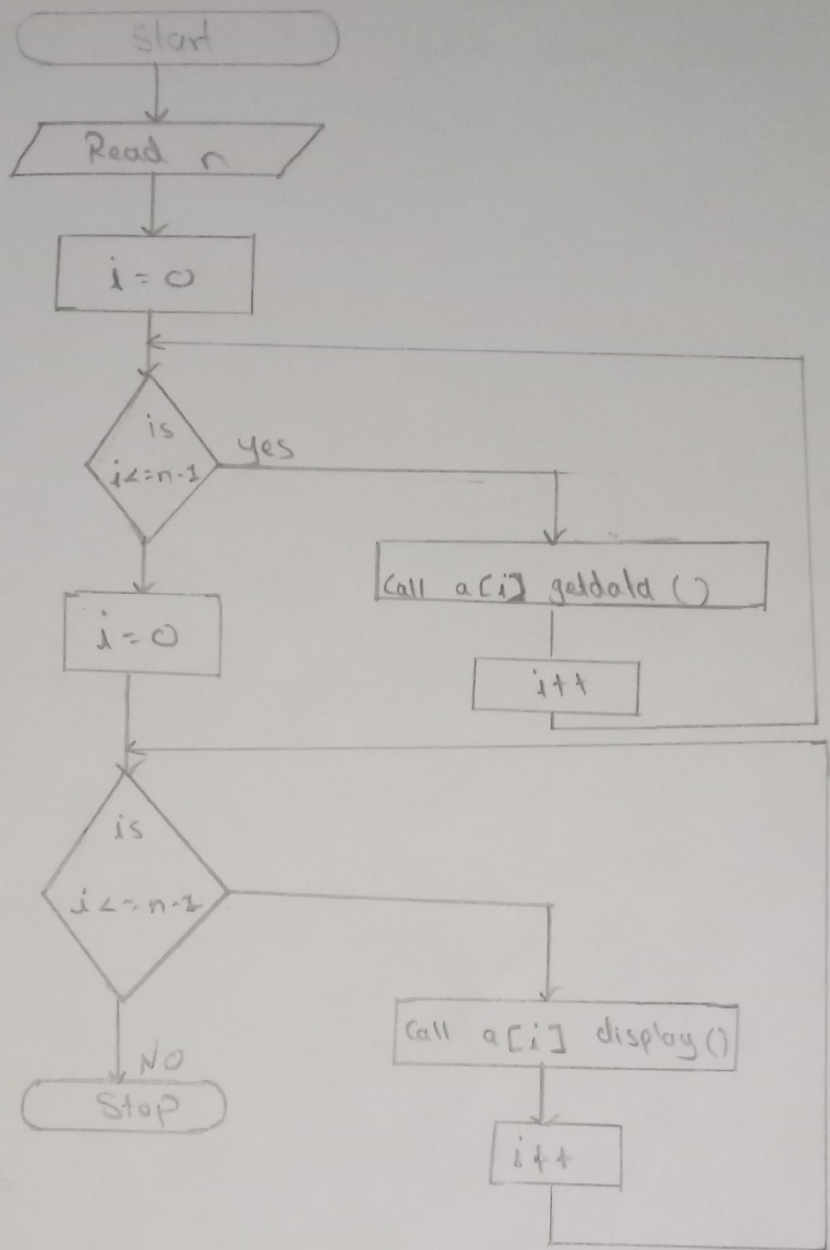 Start
Read n
i = 0
is
i<=n-1
yes
Call a[i] getdata()
i = 0
i++
is
i<=n-1
Call a[i] display()
NO
Stop
i++